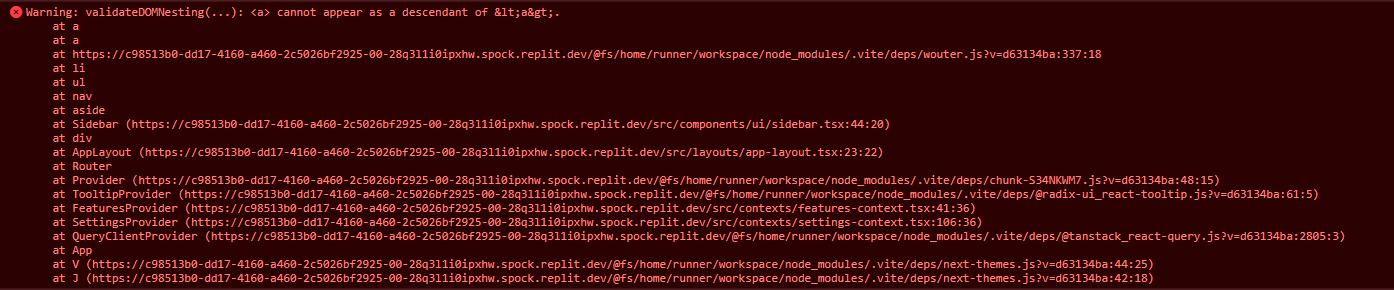 Warning: validateDOMNesting(...): <a> cannot appear as a descendant of &lt;a&gt;.
at a
at a
at https://c98513b0-dd17-4160-a460-2c5026bf2925-00-28q3l1i0ipxhw.spock.replit.dev/@fs/home/runner/workspace/node_modules/.vite/deps/wouter.js?v=d63134ba:337:18
at li
at ul
at nav
at aside
at Sidebar (https://c98513b0-dd17-4160-a460-2c5026bf2925-00-28q3l1i0ipxhw.spock.replit.dev/src/components/ui/sidebar.tsx:44:20)
at div
at AppLayout (https://c98513b0-dd17-4160-a460-2c5026bf2925-00-28q3l1i0ipxhw.spock.replit.dev/src/layouts/app-layout.tsx:23:22)
at Router
at Provider (https://c98513b0-dd17-4160-a460-2c5026bf2925-00-28q3l1i0ipxhw.spock.replit.dev/@fs/home/runner/workspace/node_modules/.vite/deps/chunk-S34NKWM7.js?v=d63134ba:48:15)
at TooltipProvider (https://c98513b0-dd17-4160-a460-2c5026bf2925-00-28q3l1i0ipxhw.spock.replit.dev/@fs/home/runner/workspace/node_modules/.vite/deps/@radix-ui_react-tooltip.js?v=d63134ba:61:5)
at FeaturesProvider (https://c98513b0-dd17-4160-a460-2c5026bf2925-00-28q3l1i0ipxhw.spock.replit.dev/src/contexts/features-context.tsx:41:36)
at SettingsProvider (https://c98513b0-dd17-4160-a460-2c5026bf2925-00-28q3l1i0ipxhw.spock.replit.dev/src/contexts/settings-context.tsx:106:36)
at QueryClientProvider (https://c98513b0-dd17-4160-a460-2c5026bf2925-00-28q3l1i0ipxhw.spock.replit.dev/@fs/home/runner/workspace/node_modules/.vite/deps/@tanstack_react-query.js?v=d63134ba:2805:3)
at App
at V (https://c98513b0-dd17-4160-a460-2c5026bf2925-00-28q3l1i0ipxhw.spock.replit.dev/@fs/home/runner/workspace/node_modules/.vite/deps/next-themes.js?v=d63134ba:44:25)
at J (https://c98513b0-dd17-4160-a460-2c5026bf2925-00-28q3l1i0ipxhw.spock.replit.dev/@fs/home/runner/workspace/node_modules/.vite/deps/next-themes.js?v=d63134ba:42:18)